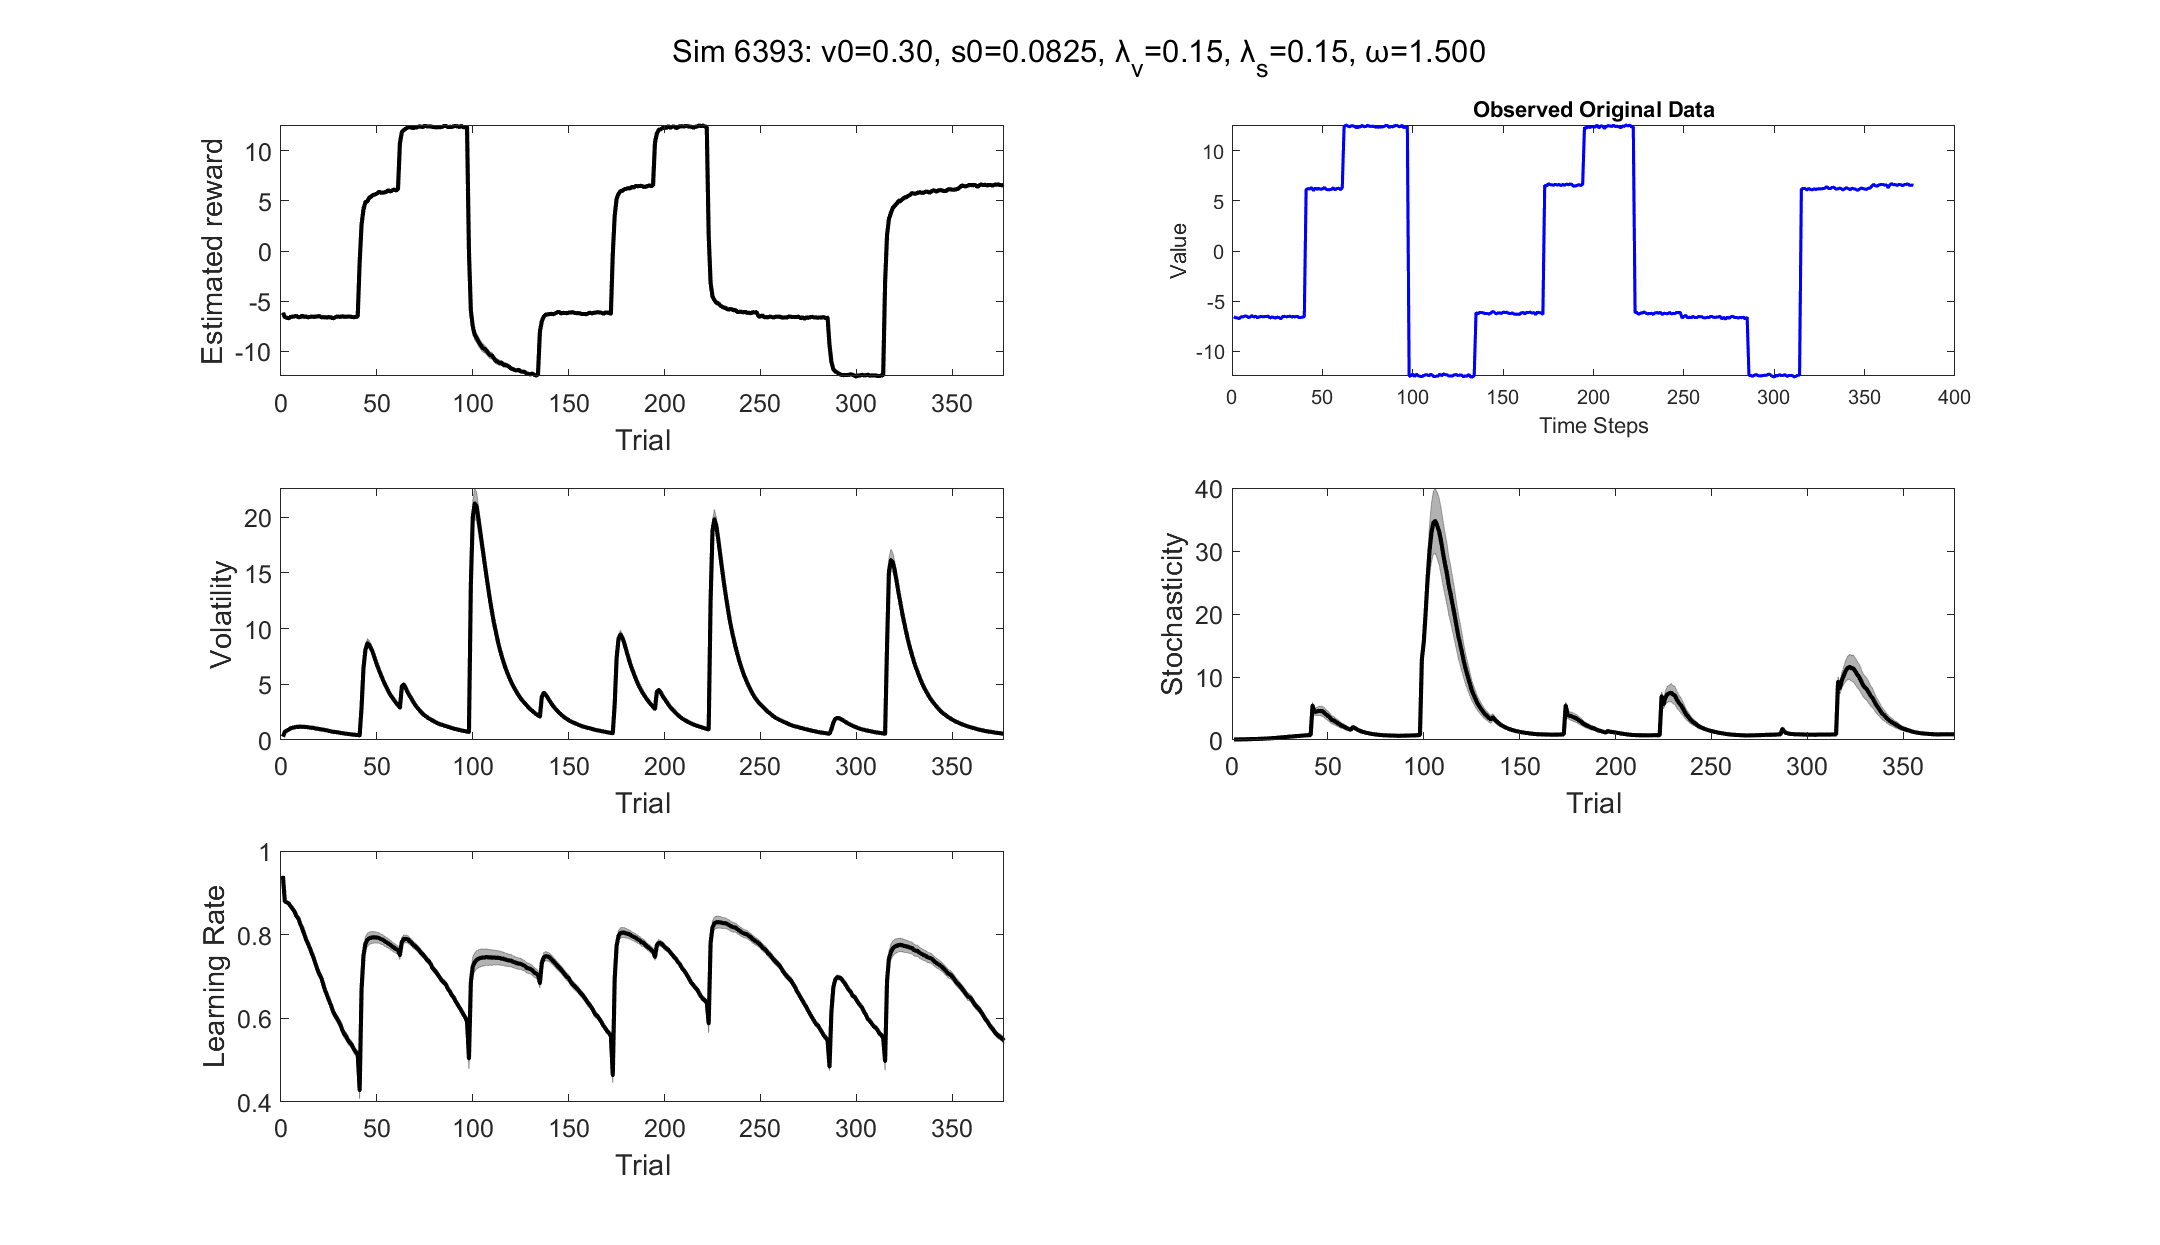 Sim 6393: v0=0.30, s0=0.0825, λv=0.15, λs=0.15, ω=1.500
Estimated reward
10
5
0
-5
-10
0 50 100 150 200 250 300 350
Trial
Observed Original Data
Value
10
5
0
-5
-10
0 50 100 150 200 250 300 350 400
Time Steps
Volatility
20
15
10
5
0
0 50 100 150 200 250 300 350
Trial
Stochasticity
40
30
20
10
0
0 50 100 150 200 250 300 350
Trial
Learning Rate
1
0.8
0.6
0.4
0 50 100 150 200 250 300 350
Trial